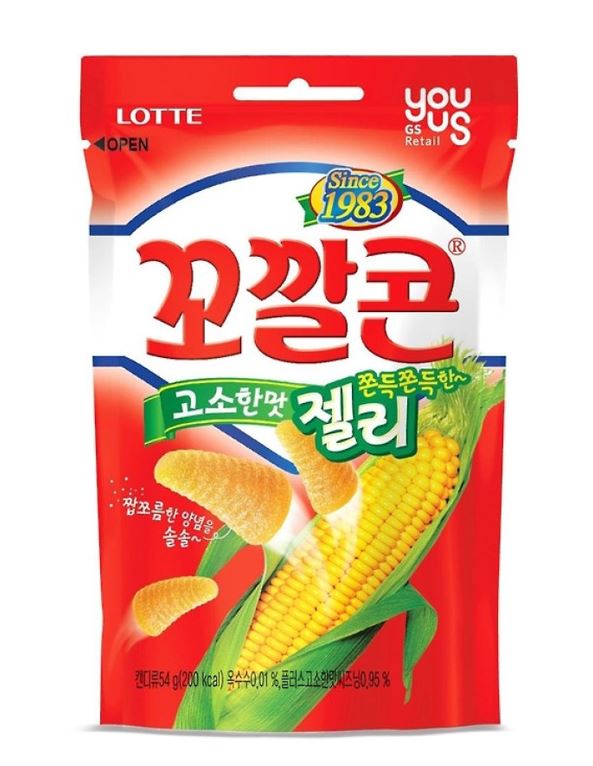 LOTTE
you
us
GS
Retail
◀OPEN
Since
1983
꼬깔콘®
쫀득쫀득한~
고소한맛
젤리
짭쪼름한 양념을
솔솔~
캔디류54 g(200 kcal) 옥수수0.01 %,플러스고소한맛씨즈닝0.95 %